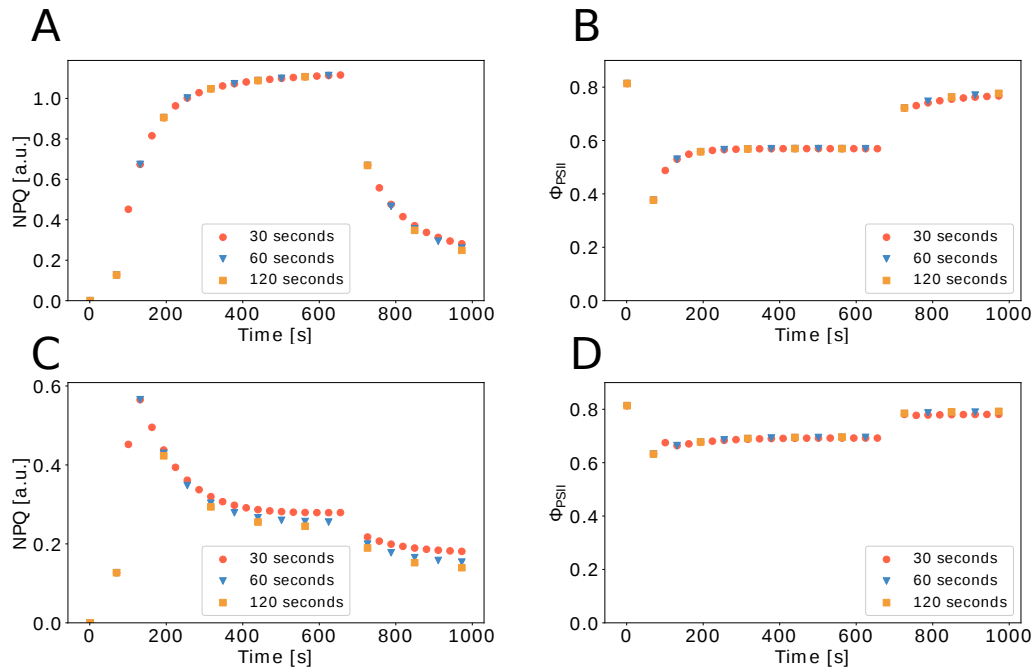 A
NPQ [a.u.]
1.0
0.8
0.6
0.4
0.2
0.0
30 seconds
60 seconds
120 seconds
0 200 400 600 800 1000
Time [s]
B
Φ_PSII
0.8
0.6
0.4
0.2
0.0
30 seconds
60 seconds
120 seconds
0 200 400 600 800 1000
Time [s]
C
NPQ [a.u.]
0.6
0.4
0.2
0.0
30 seconds
60 seconds
120 seconds
0 200 400 600 800 1000
Time [s]
D
Φ_PSII
0.8
0.6
0.4
0.2
0.0
30 seconds
60 seconds
120 seconds
0 200 400 600 800 1000
Time [s]